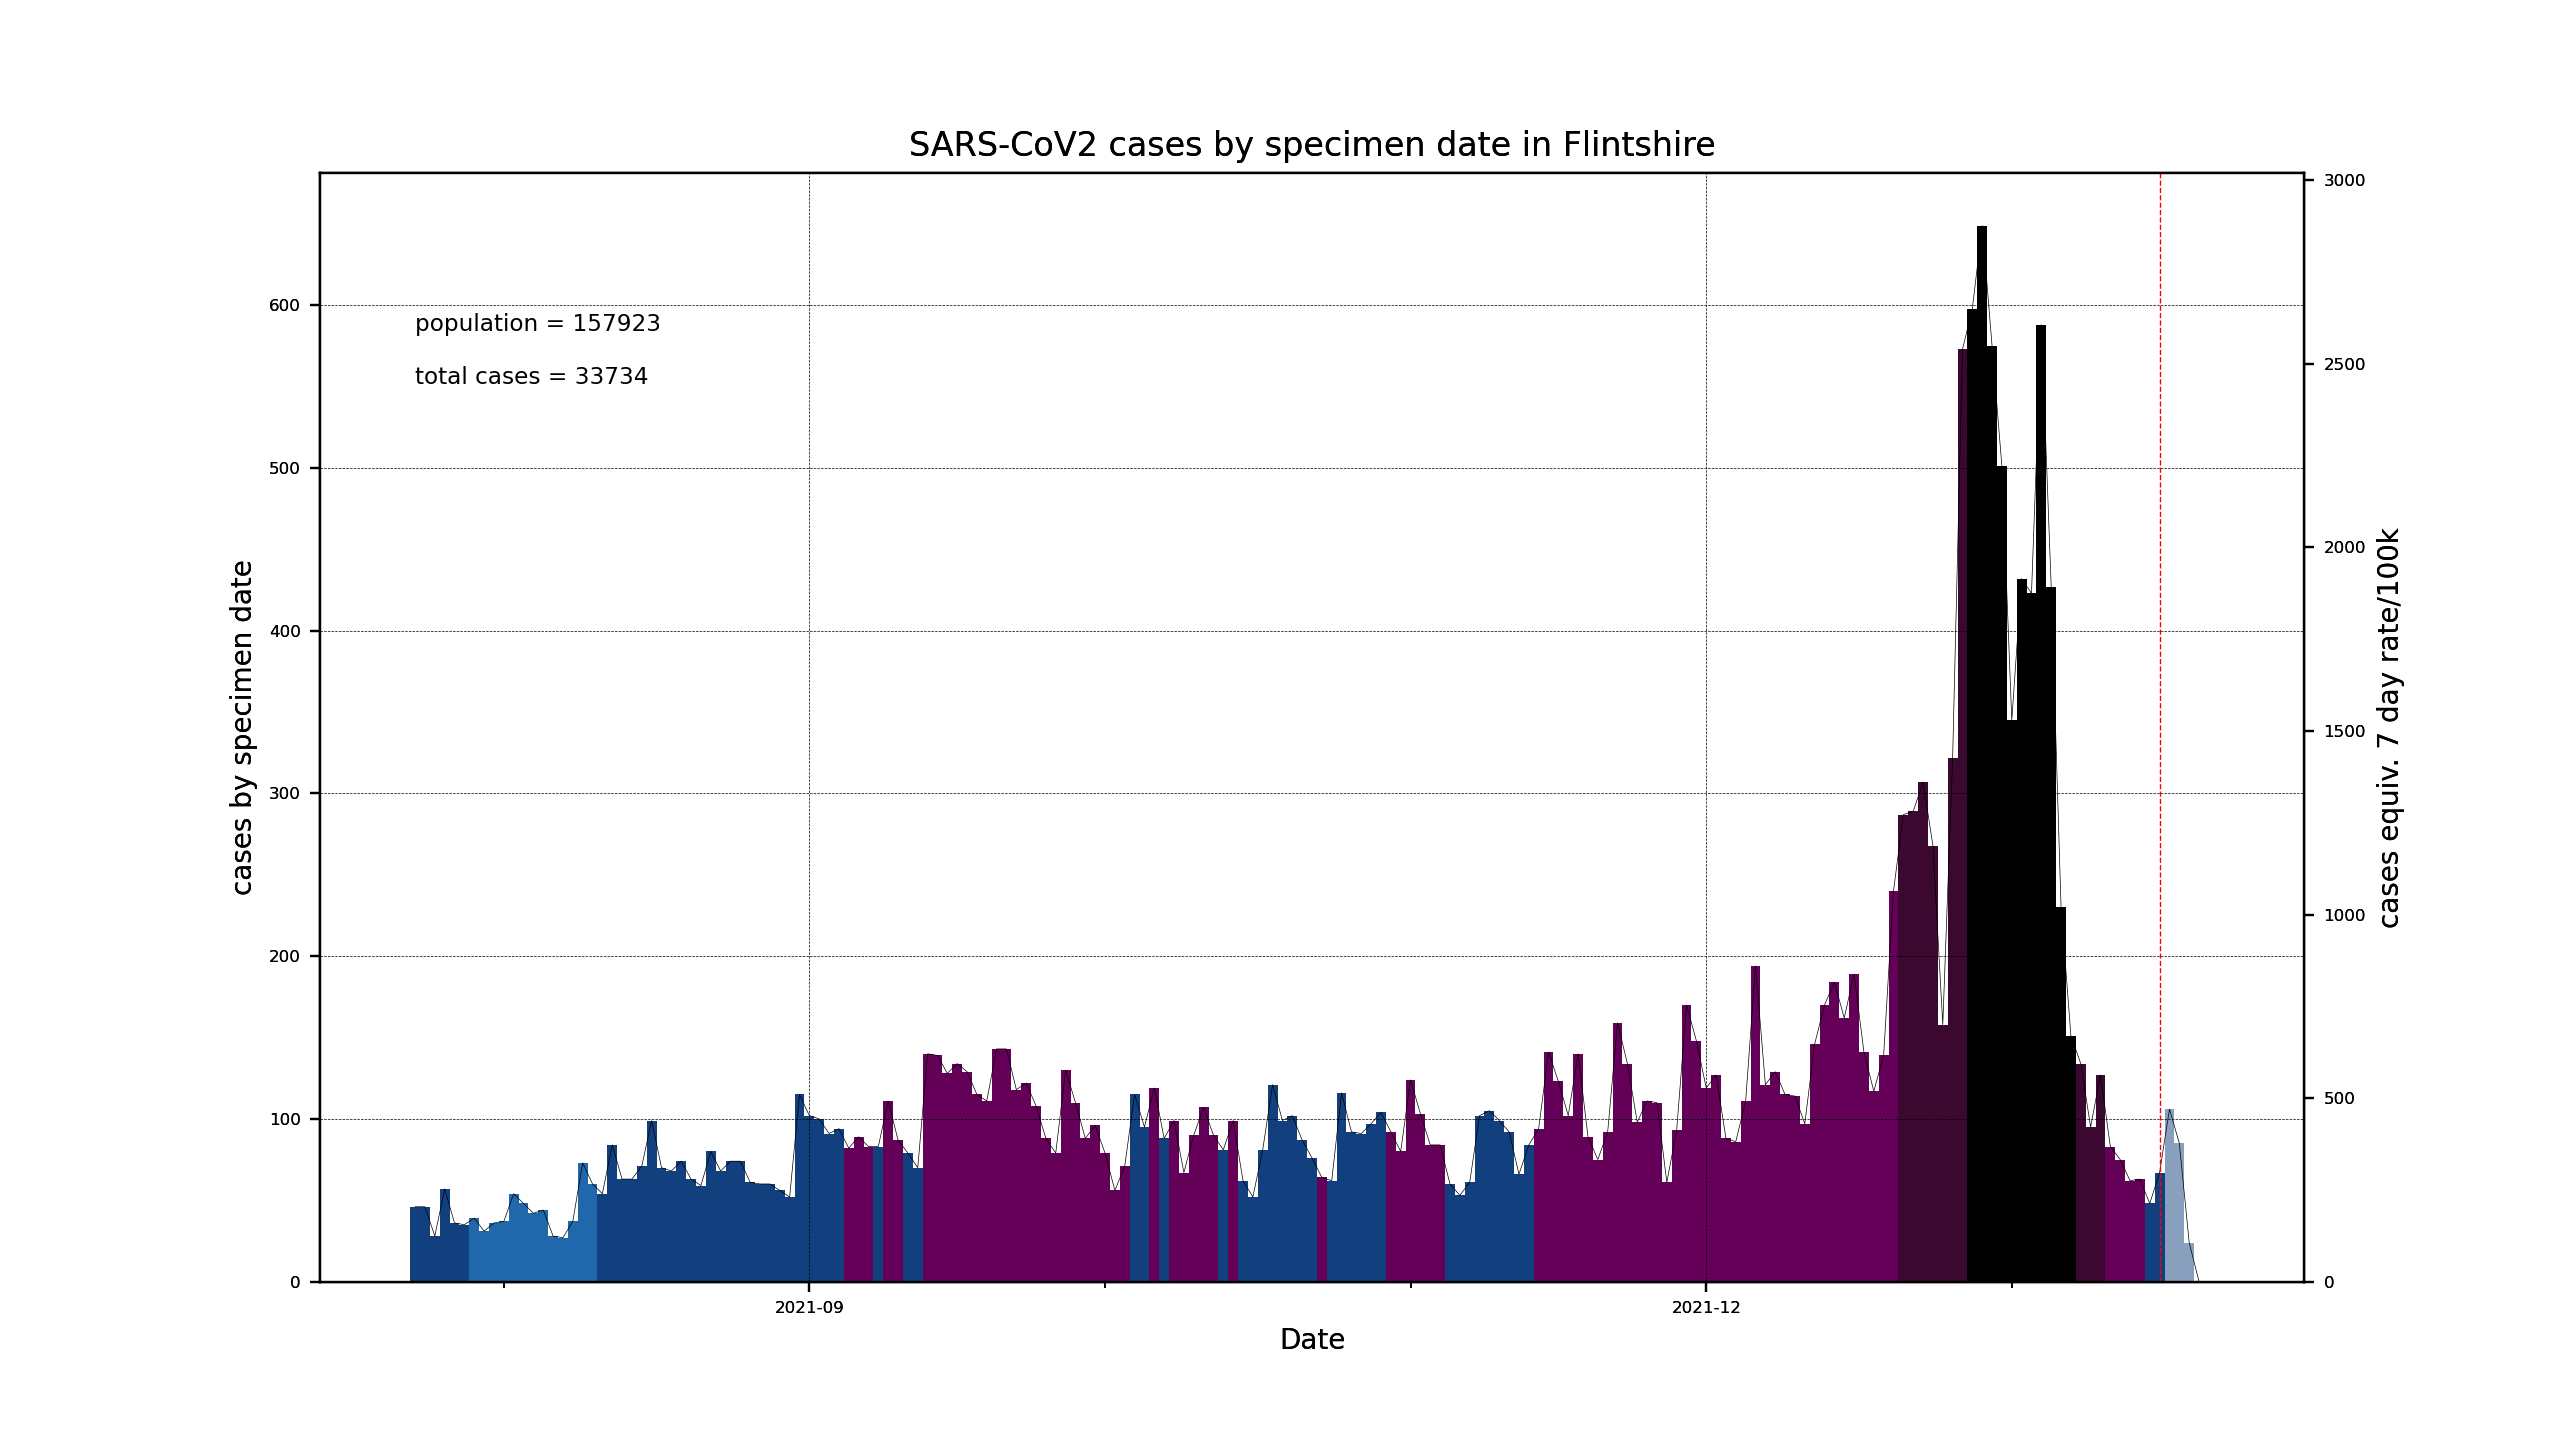 SARS-CoV2 cases by specimen date in Flintshire
population = 157923
total cases = 33734
cases by specimen date
600
500
400
300
200
100
0
3000
2500
2000
1500
1000
500
0
cases equiv. 7 day rate/100k
2021-09
2021-12
Date